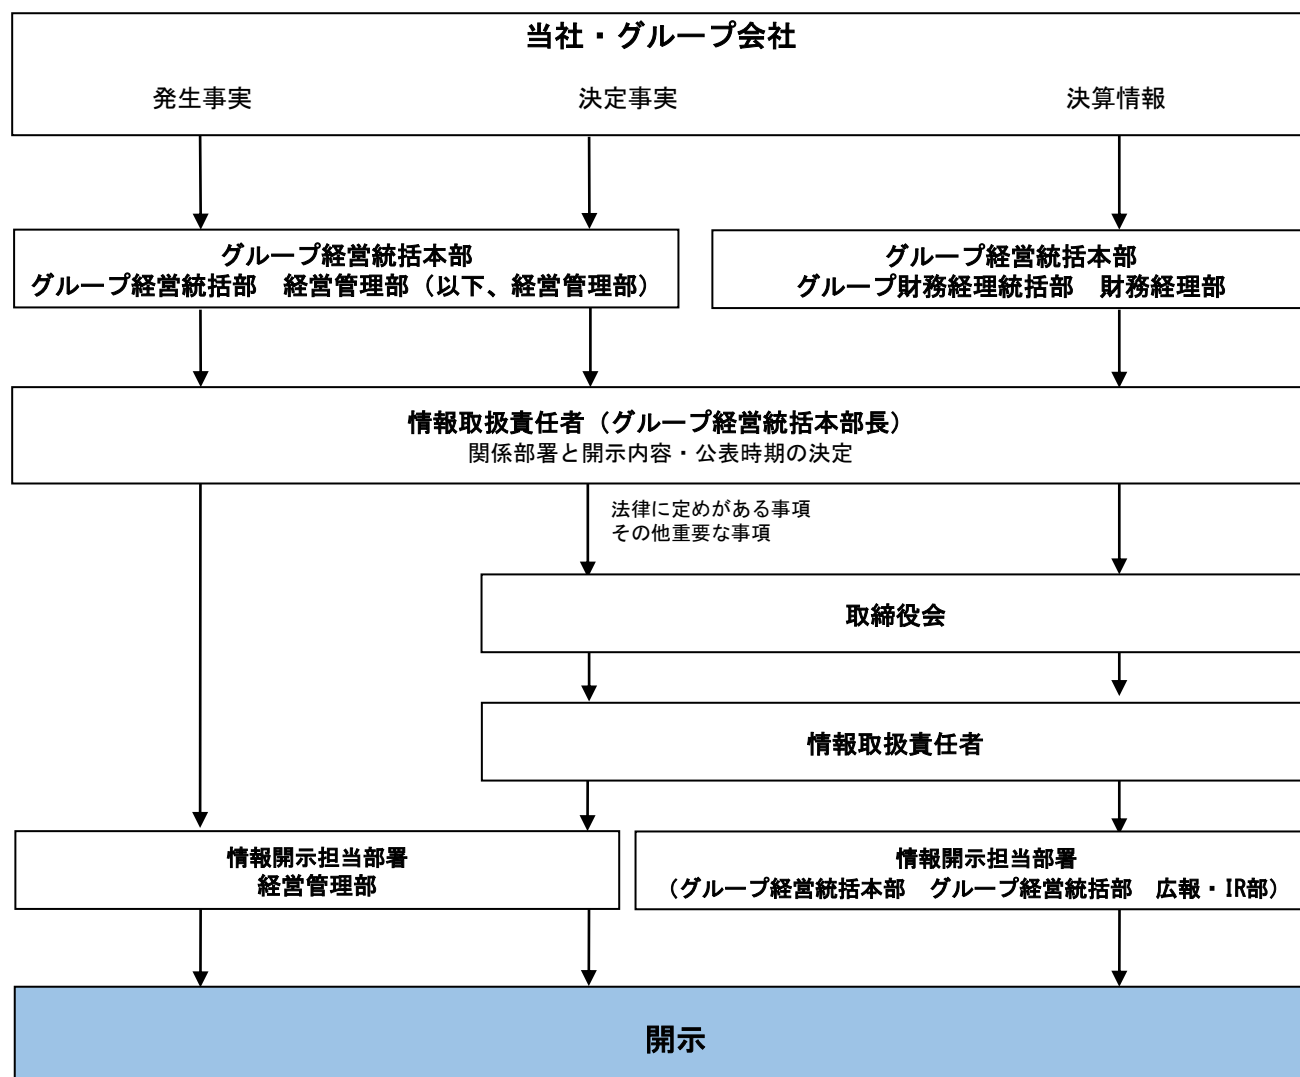 当社・グループ会社
発生事実
決定事実
決算情報
グループ経営統括本部
グループ経営統括部　経営管理部（以下、経営管理部）
グループ経営統括本部
グループ財務経理統括部　財務経理部
情報取扱責任者（グループ経営統括本部長）
関係部署と開示内容・公表時期の決定
法律に定めがある事項
その他重要な事項
取締役会
情報取扱責任者
情報開示担当部署
経営管理部
情報開示担当部署
（グループ経営統括本部　グループ経営統括部　広報・IR部）
開示